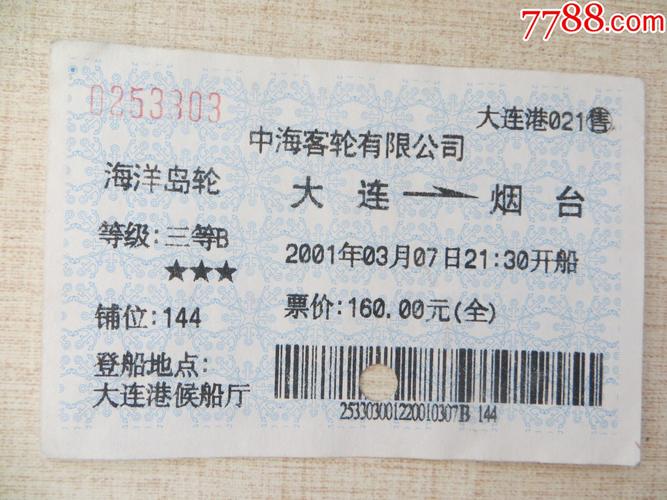 7788.com
0253303
大连港021售
中海客轮有限公司
海洋岛轮
大 连 → 烟 台
等级:三等B
2001年03月07日21:30开船
★★★
票价:160.00元(全)
铺位:144
登船地点:
大连港候船厅
253303001220010307B 144